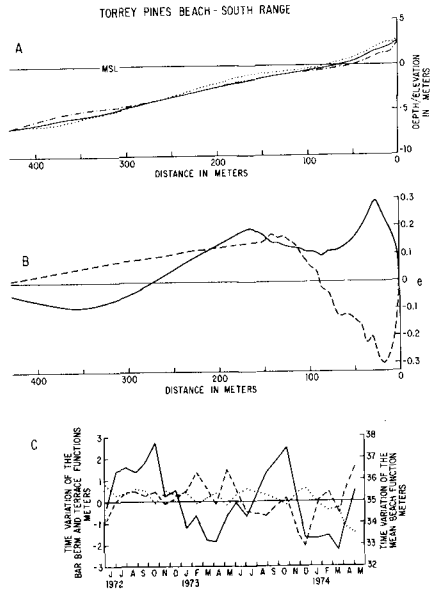 TORREY PINES BEACH - SOUTH RANGE
A
MSL
5
0
-5
-10
DEPTH/ELEVATION
IN METERS
400 300 200 100 0
DISTANCE IN METERS
B
0.3
0.2
0.1
0
-0.1
-0.2
-0.3
e
400 300 200 100 0
DISTANCE IN METERS
C
TIME VARIATION OF THE
BAR BERM AND TERRACE FUNCTIONS
METERS
3
2
1
0
-1
-2
-3
38
37
36
35
34
33
32
TIME VARIATION OF THE
MEAN BEACH FUNCTION
METERS
J J A S O N D J F M A M J J A S O N D J F M A M
1972 1973 1974